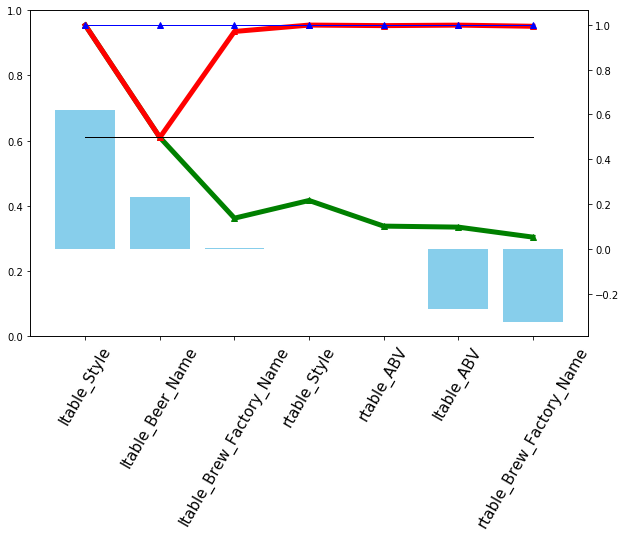 1.0
0.8
0.6
0.4
0.2
0.0
1.0
0.8
0.6
0.4
0.2
0.0
−0.2
ltable_Style
ltable_Beer_Name
ltable_Brew_Factory_Name
rtable_Style
rtable_ABV
ltable_ABV
rtable_Brew_Factory_Name